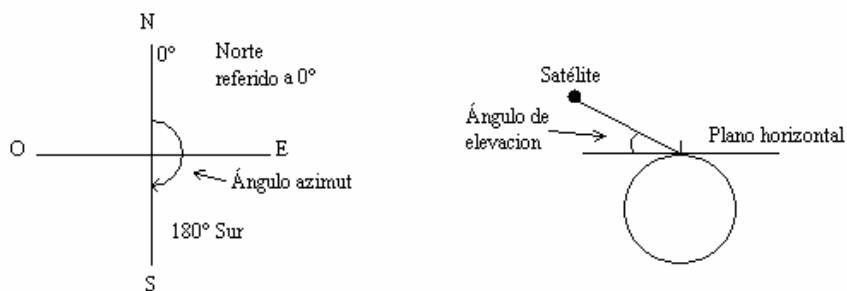 N
0°
Norte
referido a 0°
O
E
Ángulo azimut
180° Sur
S
Satélite
Ángulo de
elevacion
Plano horizontal